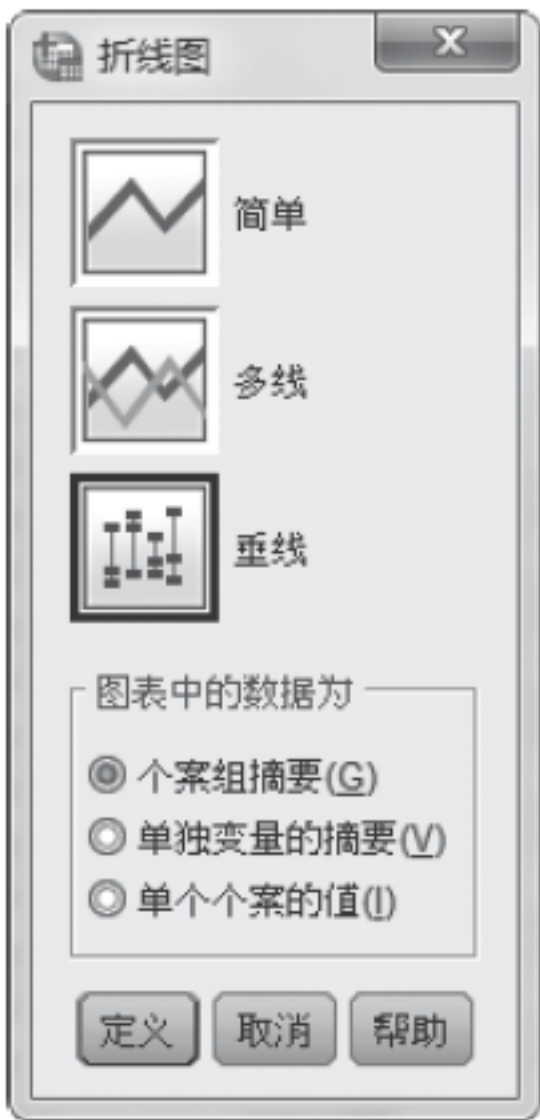 折线图
简单
多线
垂线
图表中的数据为
个案组摘要(G)
单独变量的摘要(V)
单个个案的值(I)
定义 取消 帮助